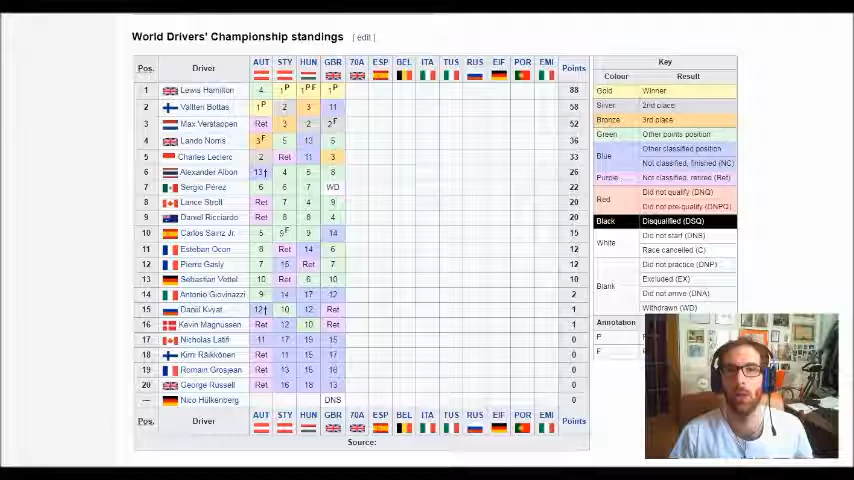 World Drivers' Championship standings [ edit ]
Pos. Driver AUT STY HUN GBR 70A ESP BEL ITA TUS RUS EIF POR EMI Points
1 Lewis Hamilton 4 1P 1PF 1P 88
2 Valtteri Bottas 1P 2 3 11 58
3 Max Verstappen Ret 3 2 2F 52
4 Lando Norris 3F 5 13 5 36
5 Charles Leclerc 2 Ret 11 3 33
6 Alexander Albon 13† 4 5 8 26
7 Sergio Pérez 6 6 7 WD 22
8 Lance Stroll Ret 7 4 9 20
9 Daniel Ricciardo Ret 8 8 4 20
10 Carlos Sainz Jr. 5 9F 9 14 15
11 Esteban Ocon 8 Ret 14 6 12
12 Pierre Gasly 7 15 Ret 7 12
13 Sebastian Vettel 10 Ret 6 10 10
14 Antonio Giovinazzi 9 14 17 12 2
15 Daniil Kvyat 12† 10 12 Ret 1
16 Kevin Magnussen Ret 12 10 Ret 1
17 Nicholas Latifi 11 17 19 15 0
18 Kimi Räikkönen Ret 11 15 17 0
19 Romain Grosjean Ret 13 16 16 0
20 George Russell Ret 16 18 13 0
— Nico Hülkenberg DNS 0
Pos. Driver AUT STY HUN GBR 70A ESP BEL ITA TUS RUS EIF POR EMI Points
Source:
Key
Colour Result
Gold Winner
Silver 2nd place
Bronze 3rd place
Green Other points position
Blue Other classified position
Not classified, finished (NC)
Purple Not classified, retired (Ret)
Red Did not qualify (DNQ)
Did not pre-qualify (DNPQ)
Black Disqualified (DSQ)
White Did not start (DNS)
Race cancelled (C)
Blank Did not practice (DNP)
Excluded (EX)
Did not arrive (DNA)
Withdrawn (WD)
Annotation
P
F